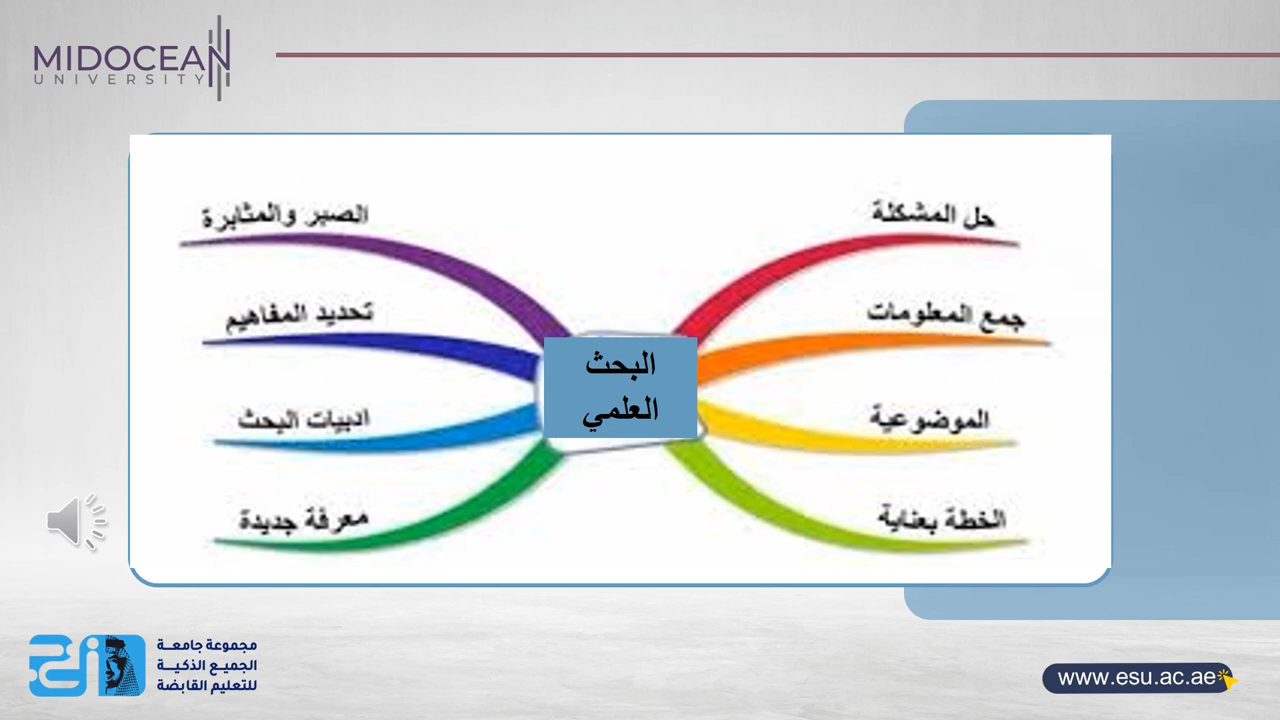 MIDOCEAN
UNIVERSITY
حل المشكلة
الصبر والمثابرة
جمع المعلومات
تحديد المفاهيم
البحث
العلمي
الموضوعية
ادبيات البحث
الخطة بعناية
معرفة جديدة
مجموعة جامعة
الجميع الذكية
للتعليم القابضة
www.esu.ac.ae